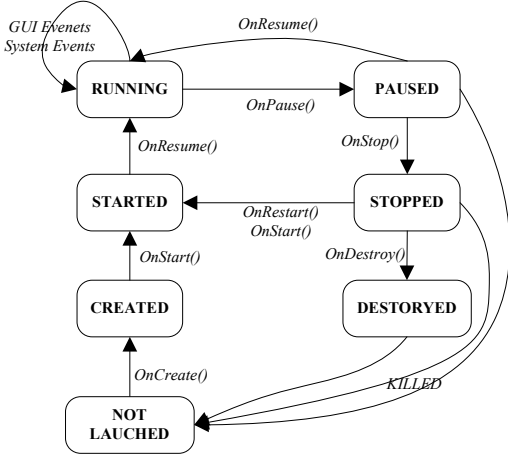 GUI Evenets
System Events
OnResume()
RUNNING
PAUSED
OnPause()
OnResume()
OnStop()
STARTED
STOPPED
OnRestart()
OnStart()
OnStart()
OnDestroy()
CREATED
DESTORYED
OnCreate()
KILLED
NOT
LAUCHED